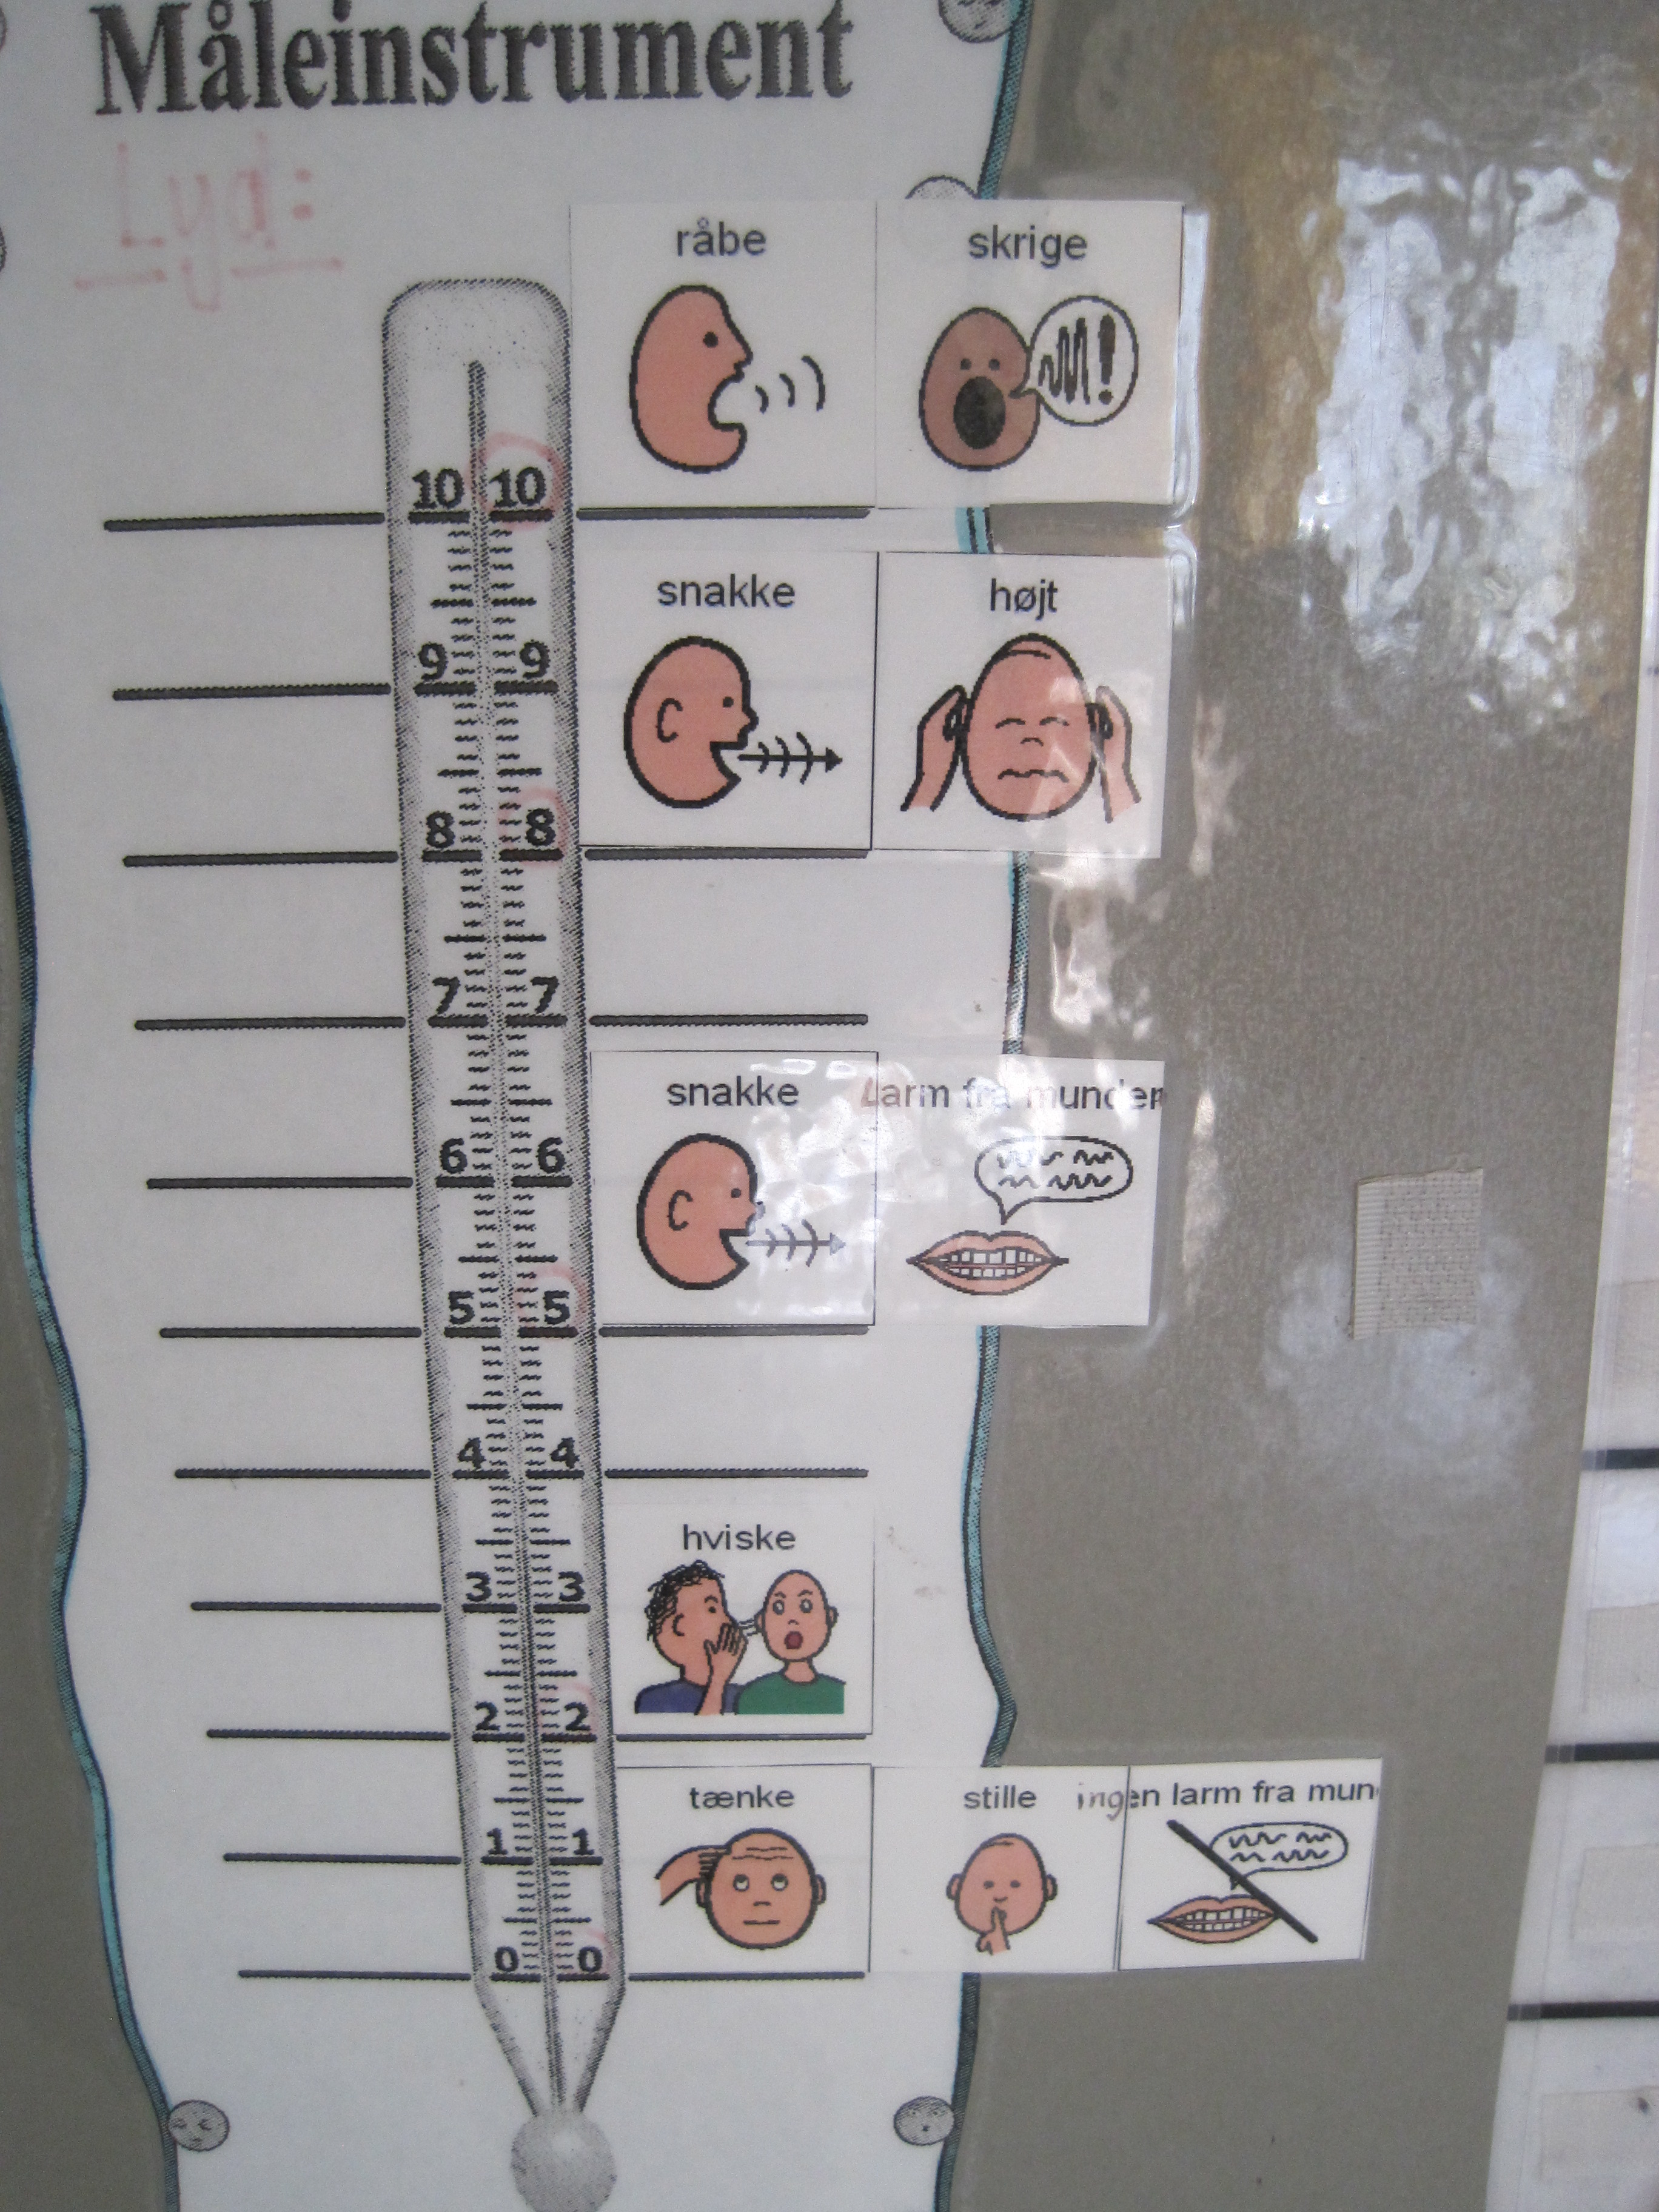 Måleinstrument
Lyd:
råbe skrige
10 10
snakke højt
9 9
8 8
7 7
snakke Larm fra munden
6 6
5 5
4 4
hviske
3 3
2 2
tænke stille ingen larm fra mun
1 1
0 0